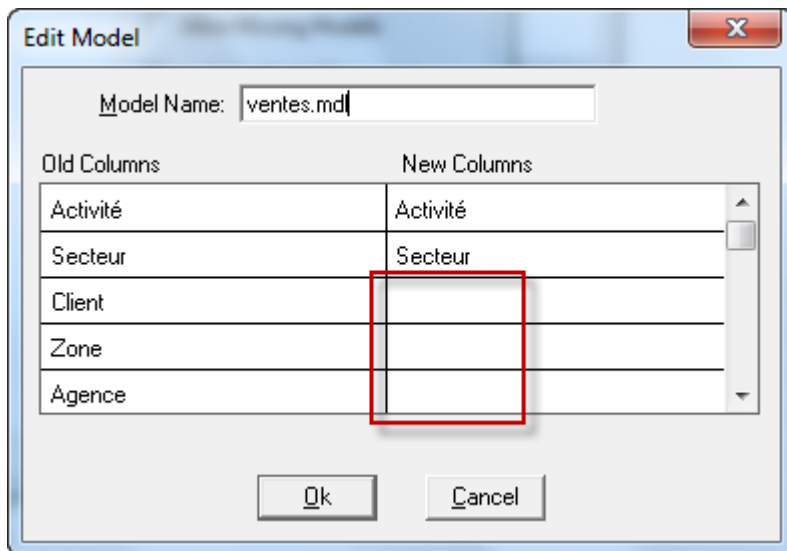 Edit Model
Model Name: ventes.mdl
Old Columns New Columns
Activité Activité
Secteur Secteur
Client
Zone
Agence
Ok Cancel